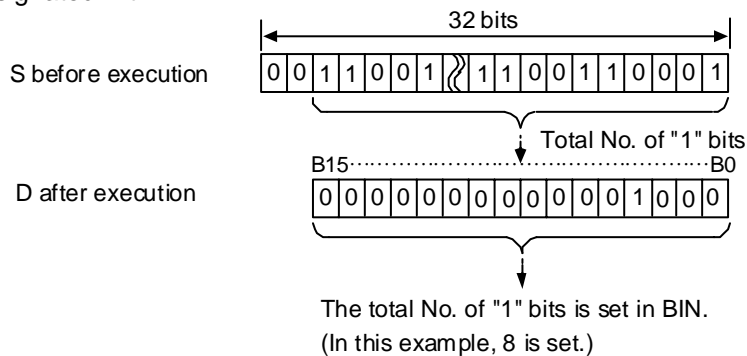 32 bits
S before execution 0 0 1 1 0 0 1 1 1 0 0 1 1 0 0 0 1
Total No. of "1" bits
B15 B0
D after execution 0 0 0 0 0 0 0 0 0 0 0 0 1 0 0 0
The total No. of "1" bits is set in BIN.
(In this example, 8 is set.)